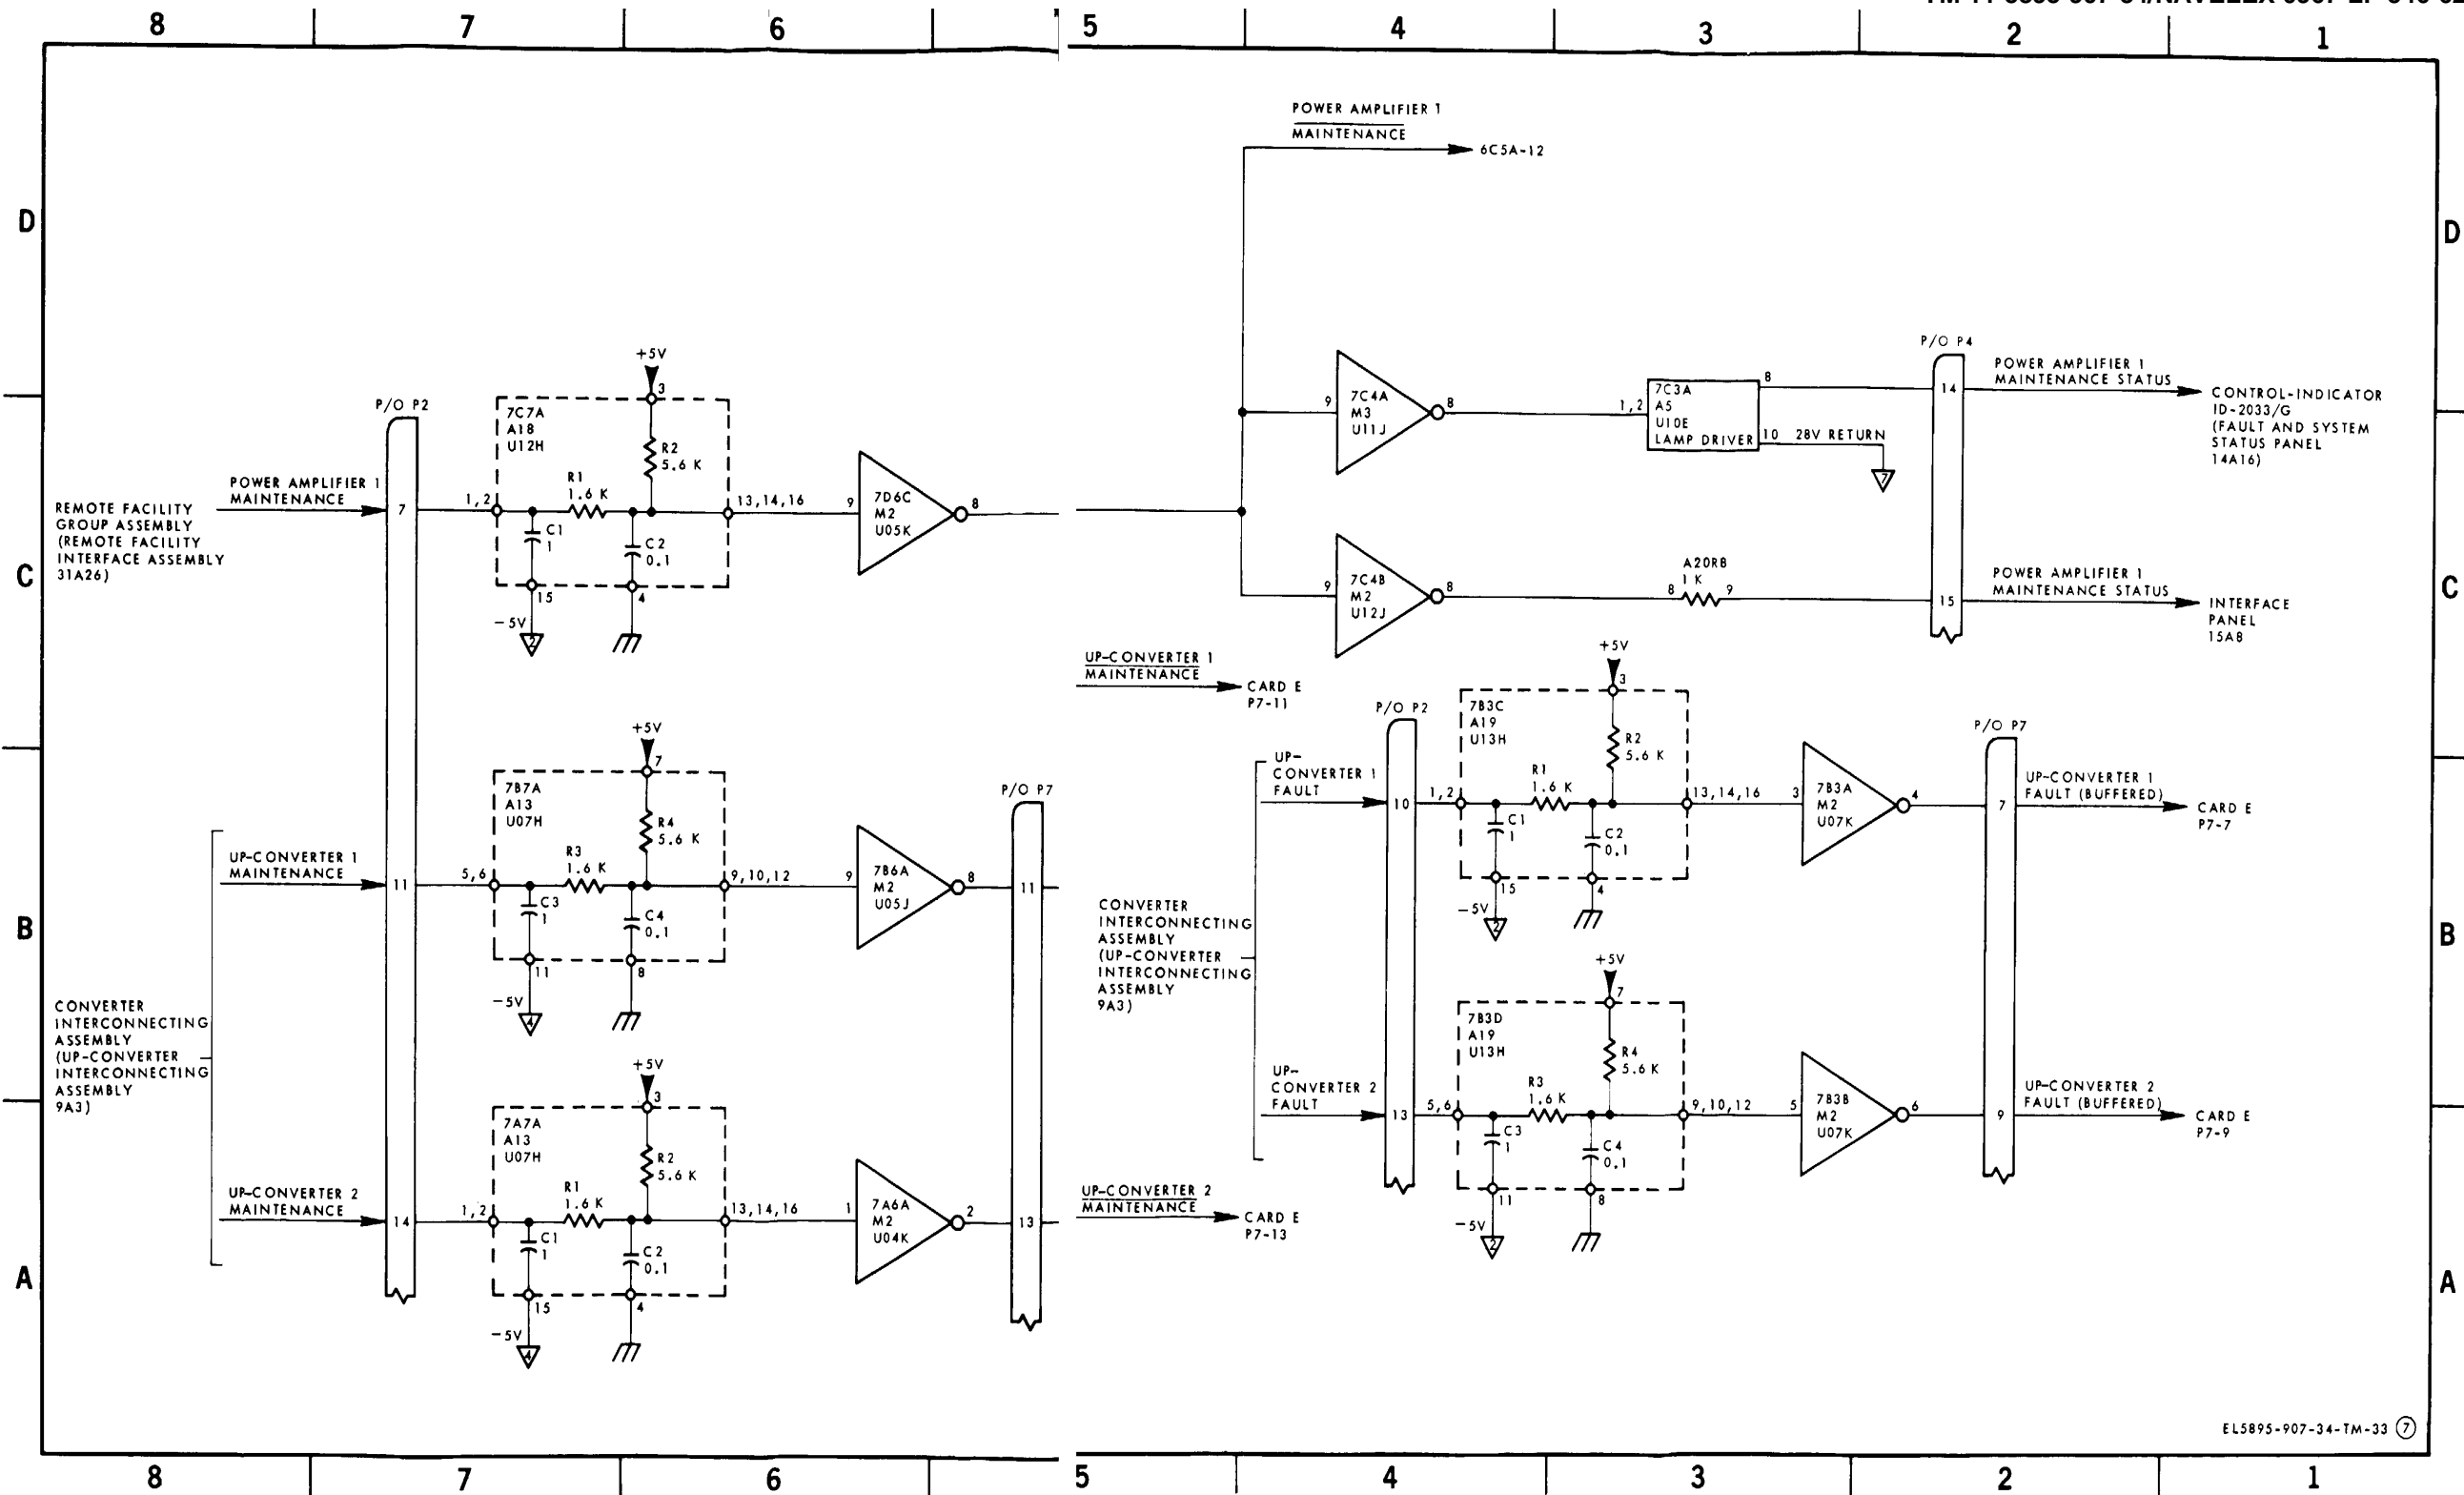 8 7 6 5 4 3 2 1
D
POWER AMPLIFIER 1
MAINTENANCE
6C5A-12
D
+5V
3
P/O P2
7C7A
A18
U12H
R2
5.6 K
R1
1.6 K
POWER AMPLIFIER 1
MAINTENANCE
7
1,2
13,14,16
9
7D6C
M2
U05K
8
REMOTE FACILITY
GROUP ASSEMBLY
(REMOTE FACILITY
INTERFACE ASSEMBLY
31A26)
C1
1
C2
0.1
15
4
-5V
2
C
9
7C4A
M3
U11J
8
1,2
7C3A
A5
U10E
LAMP DRIVER
8
10
28V RETURN
7
P/O P4
14
POWER AMPLIFIER 1
MAINTENANCE STATUS
CONTROL-INDICATOR
ID-2033/G
(FAULT AND SYSTEM
STATUS PANEL
14A16)
9
7C4B
M2
U12J
8
A20R8
1 K
8
9
15
POWER AMPLIFIER 1
MAINTENANCE STATUS
INTERFACE
PANEL
15A8
C
UP-CONVERTER 1
MAINTENANCE
CARD E
P7-11
+5V
7
7B7A
A13
U07H
R4
5.6 K
R3
1.6 K
UP-CONVERTER 1
MAINTENANCE
11
5,6
9,10,12
9
7B6A
M2
U05J
8
P/O P7
11
C3
1
C4
0.1
11
8
-5V
4
B
CONVERTER
INTERCONNECTING
ASSEMBLY
(UP-CONVERTER
INTERCONNECTING
ASSEMBLY
9A3)
+5V
3
7A7A
A13
U07H
R2
5.6 K
R1
1.6 K
UP-CONVERTER 2
MAINTENANCE
14
1,2
13,14,16
1
7A6A
M2
U04K
2
13
C1
1
C2
0.1
15
4
-5V
4
A
UP-CONVERTER 2
MAINTENANCE
CARD E
P7-13
+5V
3
P/O P2
7B3C
A19
U13H
R2
5.6 K
R1
1.6 K
UP-
CONVERTER 1
FAULT
10
1,2
13,14,16
3
7B3A
M2
U07K
4
P/O P7
7
UP-CONVERTER 1
FAULT (BUFFERED)
CARD E
P7-7
C1
1
C2
0.1
15
4
-5V
2
CONVERTER
INTERCONNECTING
ASSEMBLY
(UP-CONVERTER
INTERCONNECTING
ASSEMBLY
9A3)
B
+5V
7
7B3D
A19
U13H
R4
5.6 K
R3
1.6 K
UP-
CONVERTER 2
FAULT
13
5,6
9,10,12
5
7B3B
M2
U07K
6
9
UP-CONVERTER 2
FAULT (BUFFERED)
CARD E
P7-9
C3
1
C4
0.1
11
8
-5V
2
A
EL5895-907-34-TM-33 7
8 7 6 5 4 3 2 1